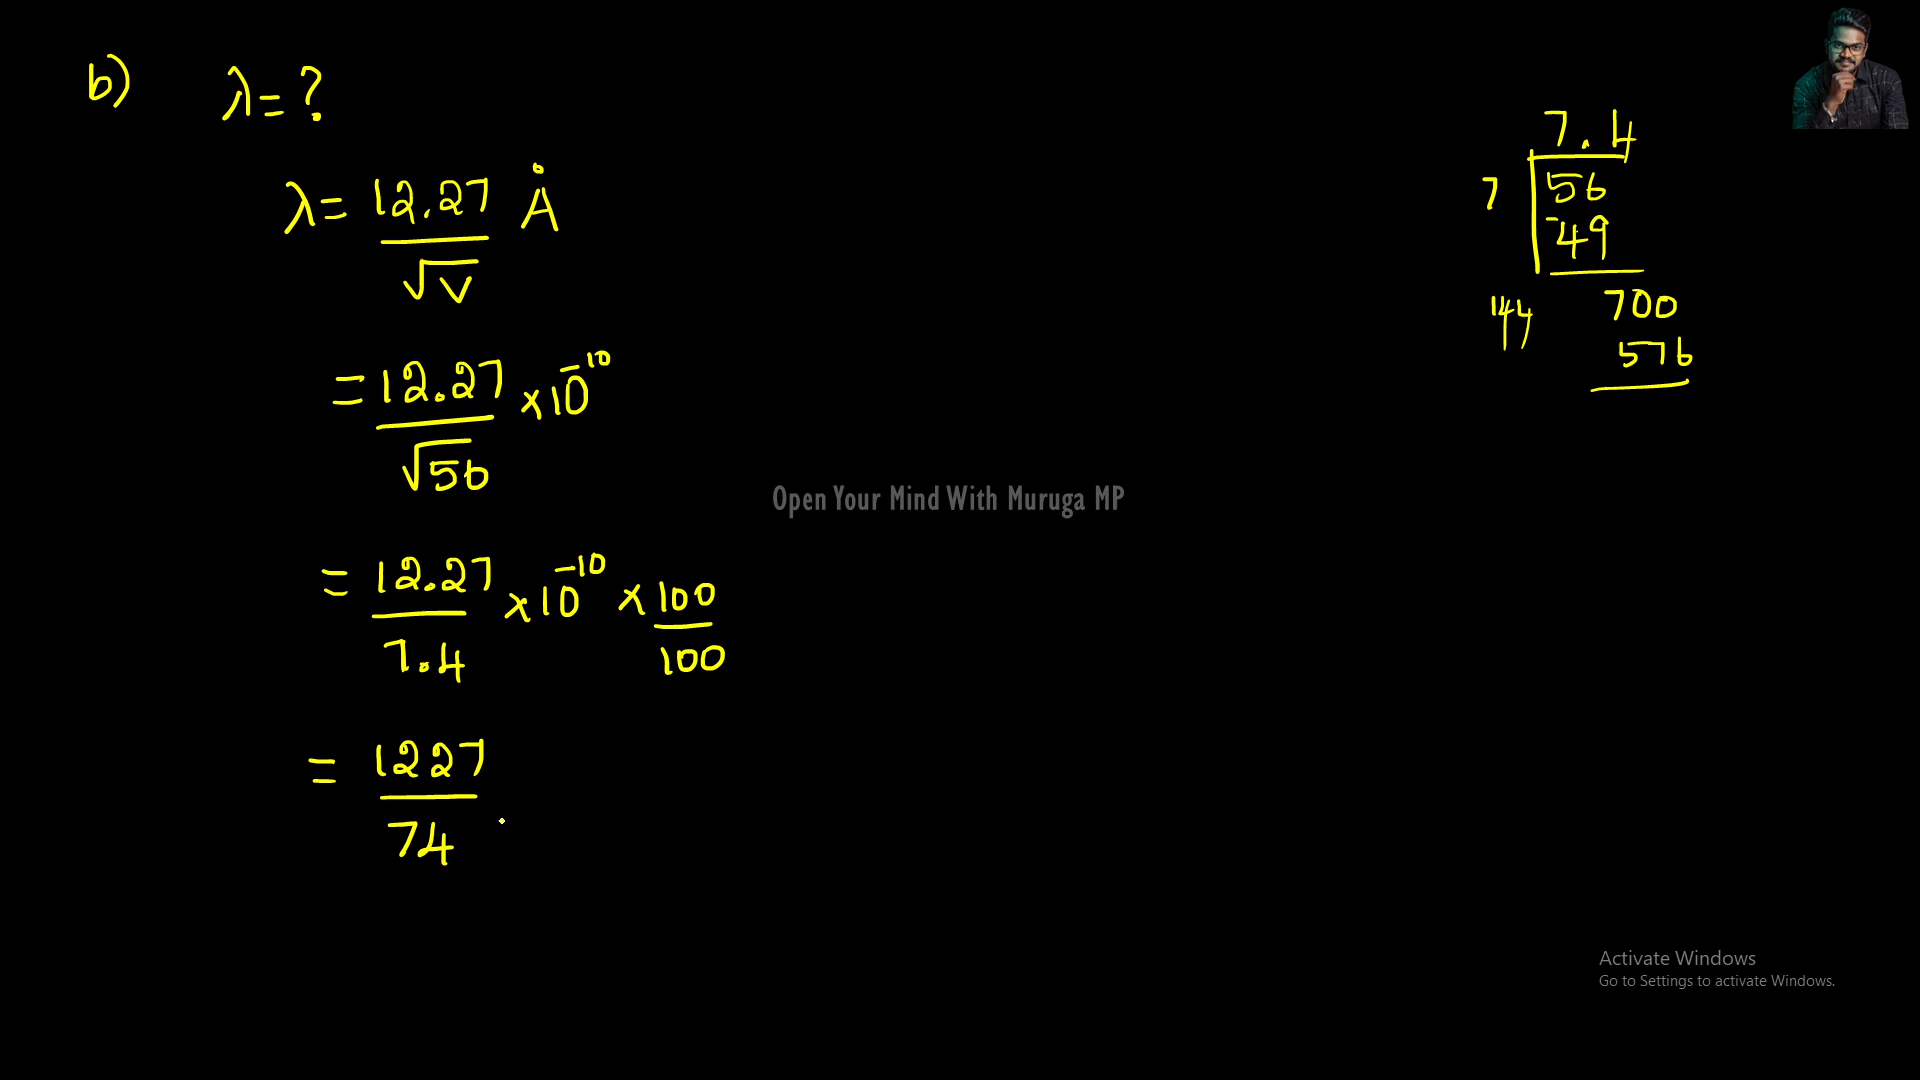 b) λ = ?
λ = 12.27 / √V Å
= 12.27 / √56 × 10⁻¹⁰
= 12.27 / 7.4 × 10⁻¹⁰ × 100 / 100
= 1227 / 74 .
7.4
7 56
-49
144 700
576
Open Your Mind With Muruga MP
Activate Windows
Go to Settings to activate Windows.